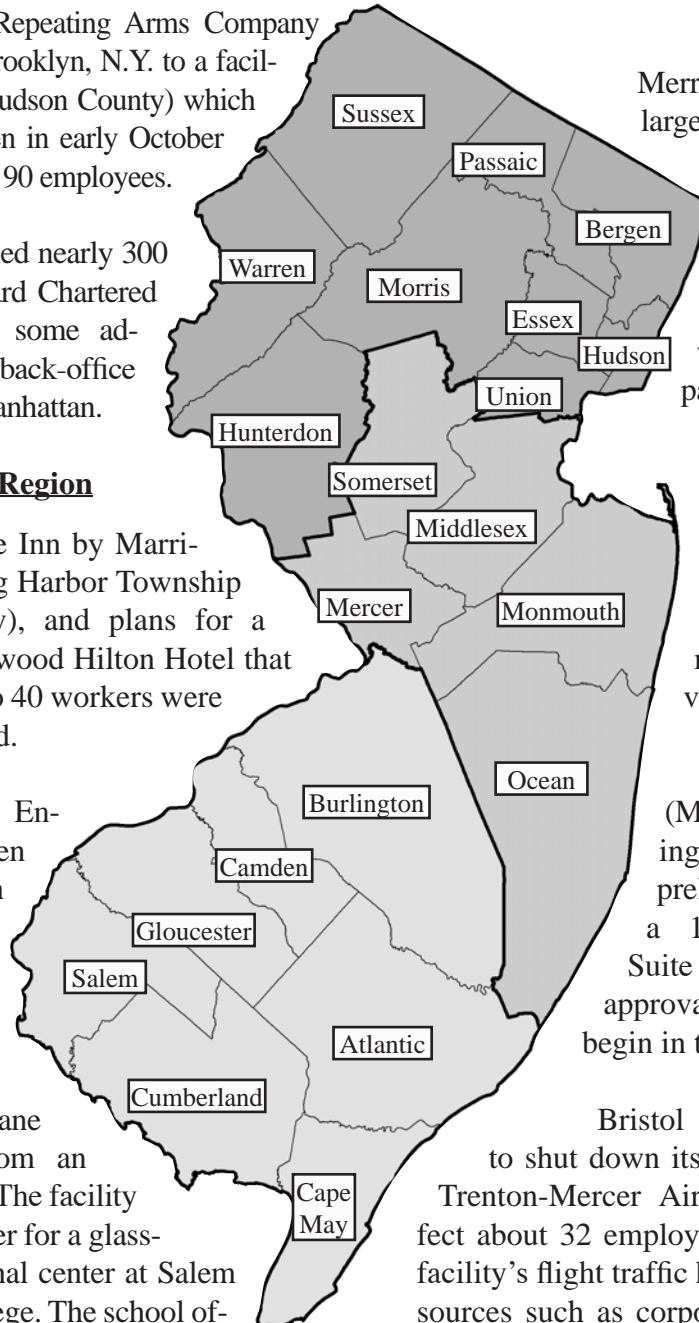 Repeating Arms Company
rooklyn, N.Y. to a facil-
udson County) which
en in early October
90 employees.
ed nearly 300
ard Chartered
some ad-
back-office
anhattan.
Region
e Inn by Marri-
g Harbor Township
y), and plans for a
wood Hilton Hotel that
o 40 workers were
d.
En-
en
n
ane
om an
The facility
er for a glass-
nal center at Salem
ege. The school of-
Sussex
Passaic
Bergen
Warren
Morris
Essex
Hudson
Union
Hunterdon
Somerset
Middlesex
Mercer
Monmouth
Ocean
Burlington
Camden
Gloucester
Salem
Atlantic
Cumberland
Cape
May
Merr
large
pa
r
v
(M
ing
prel
a 1
Suite
approva
begin in t
Bristol
to shut down its
Trenton-Mercer Air
fect about 32 employ
facility's flight traffic
sources such as corpo